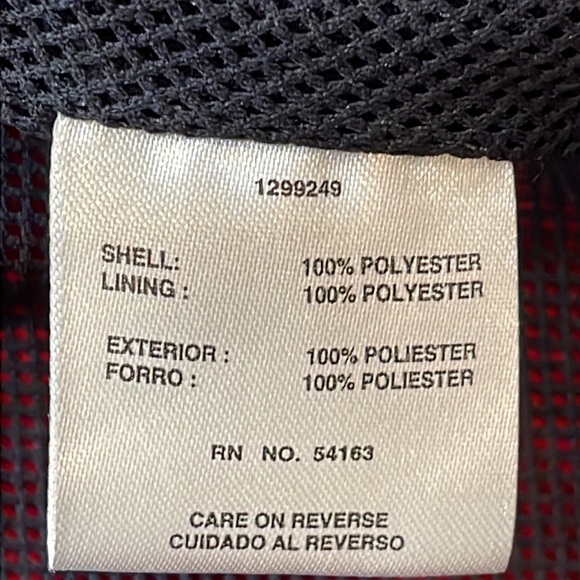 1299249
SHELL: 100% POLYESTER
LINING : 100% POLYESTER
EXTERIOR : 100% POLIESTER
FORRO : 100% POLIESTER
RN NO. 54163
CARE ON REVERSE
CUIDADO AL REVERSO